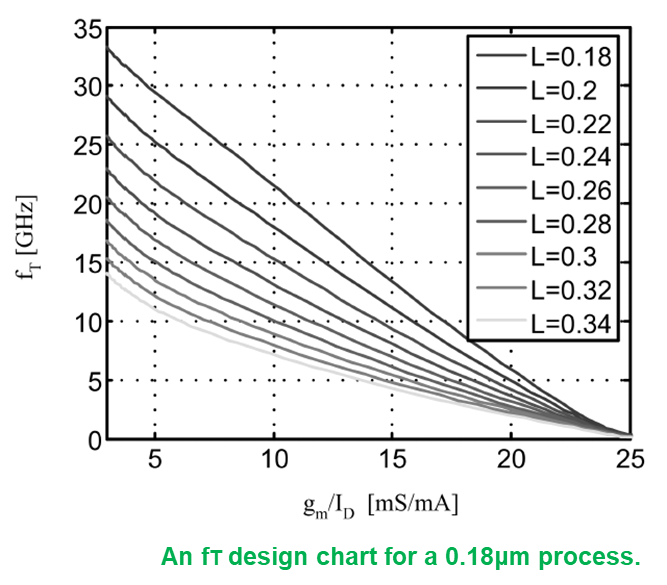 35
30
25
20
15
10
5
0
5
10
15
20
25
f_T [GHz]
g_m/I_D [mS/mA]
L=0.18
L=0.2
L=0.22
L=0.24
L=0.26
L=0.28
L=0.3
L=0.32
L=0.34
An fᴛ design chart for a 0.18µm process.